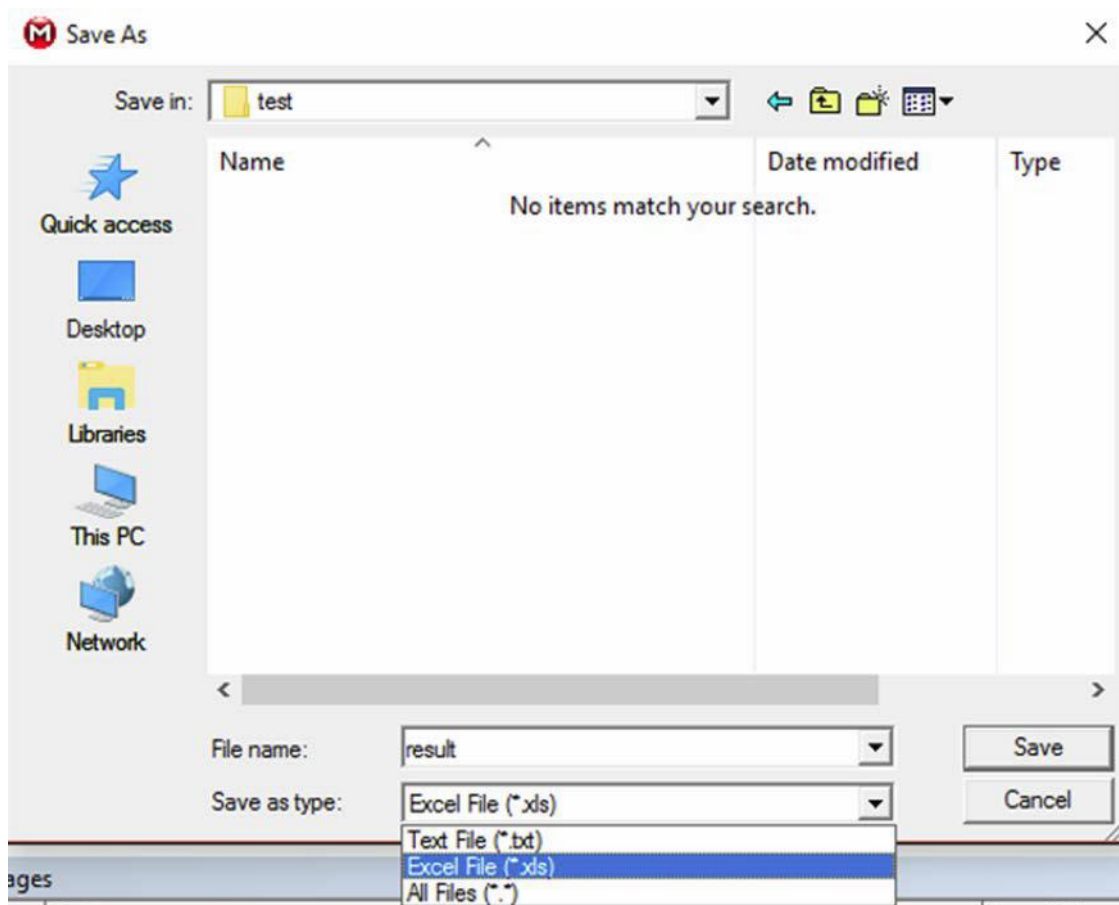 Save As
Save in: test
Name Date modified Type
No items match your search.
Quick access
Desktop
Libraries
This PC
Network
File name: result Save
Save as type: Excel File (*.xls) Cancel
Text File (*.txt)
Excel File (*.xls)
All Files (*.*)
ages